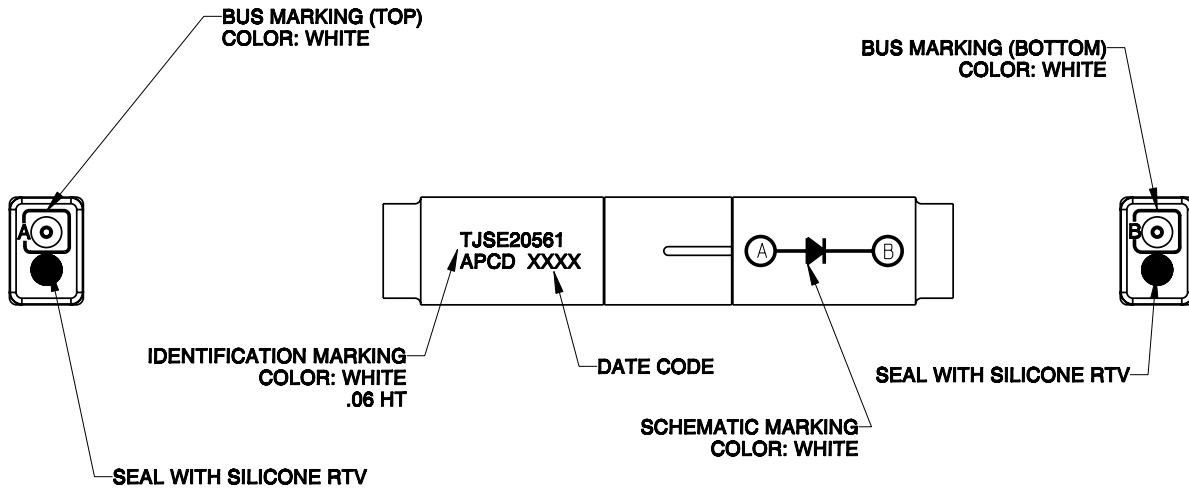 BUS MARKING (TOP)
COLOR: WHITE
BUS MARKING (BOTTOM)
COLOR: WHITE
A
TJSE20561
APCD XXXX
A
B
B
IDENTIFICATION MARKING
COLOR: WHITE
.06 HT
DATE CODE
SEAL WITH SILICONE RTV
SCHEMATIC MARKING
COLOR: WHITE
SEAL WITH SILICONE RTV